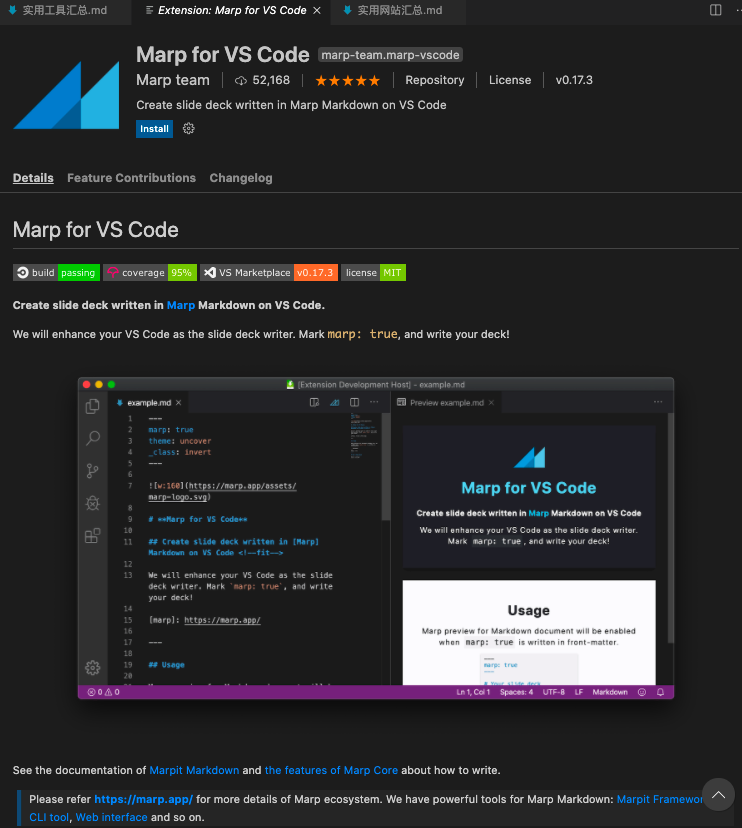 实用工具汇总.md
Extension: Marp for VS Code
实用网站汇总.md
Marp for VS Code marp-team.marp-vscode
Marp team 52,168 ★★★★★ Repository License v0.17.3
Create slide deck written in Marp Markdown on VS Code
Install
Details Feature Contributions Changelog
Marp for VS Code
build passing coverage 95% VS Marketplace v0.17.3 license MIT
Create slide deck written in Marp Markdown on VS Code.
We will enhance your VS Code as the slide deck writer. Mark marp: true, and write your deck!
[Extension Development Host] - example.md
example.md
1 ---
2 marp: true
3 theme: uncover
4 _class: invert
5 ---
6
7 ![w:160](https://marp.app/assets/
marp-logo.svg)
8
9 # **Marp for VS Code**
10
11 ## Create slide deck written in [Marp]
Markdown on VS Code <!--fit-->
12
13 We will enhance your VS Code as the slide
deck writer. Mark `marp: true`, and write
your deck!
14
15 [marp]: https://marp.app/
16
17 ---
18
19 ## Usage
20
Preview example.md
Marp for VS Code
Create slide deck written in Marp Markdown on VS Code
We will enhance your VS Code as the slide deck writer.
Mark marp: true , and write your deck!
Usage
Marp preview for Markdown document will be enabled
when marp: true is written in front-matter.
---
marp: true
---
# Your slide deck
0 0 Ln 1, Col 1 Spaces: 4 UTF-8 LF Markdown
See the documentation of Marpit Markdown and the features of Marp Core about how to write.
Please refer https://marp.app/ for more details of Marp ecosystem. We have powerful tools for Marp Markdown: Marpit Framewor
CLI tool, Web interface and so on.